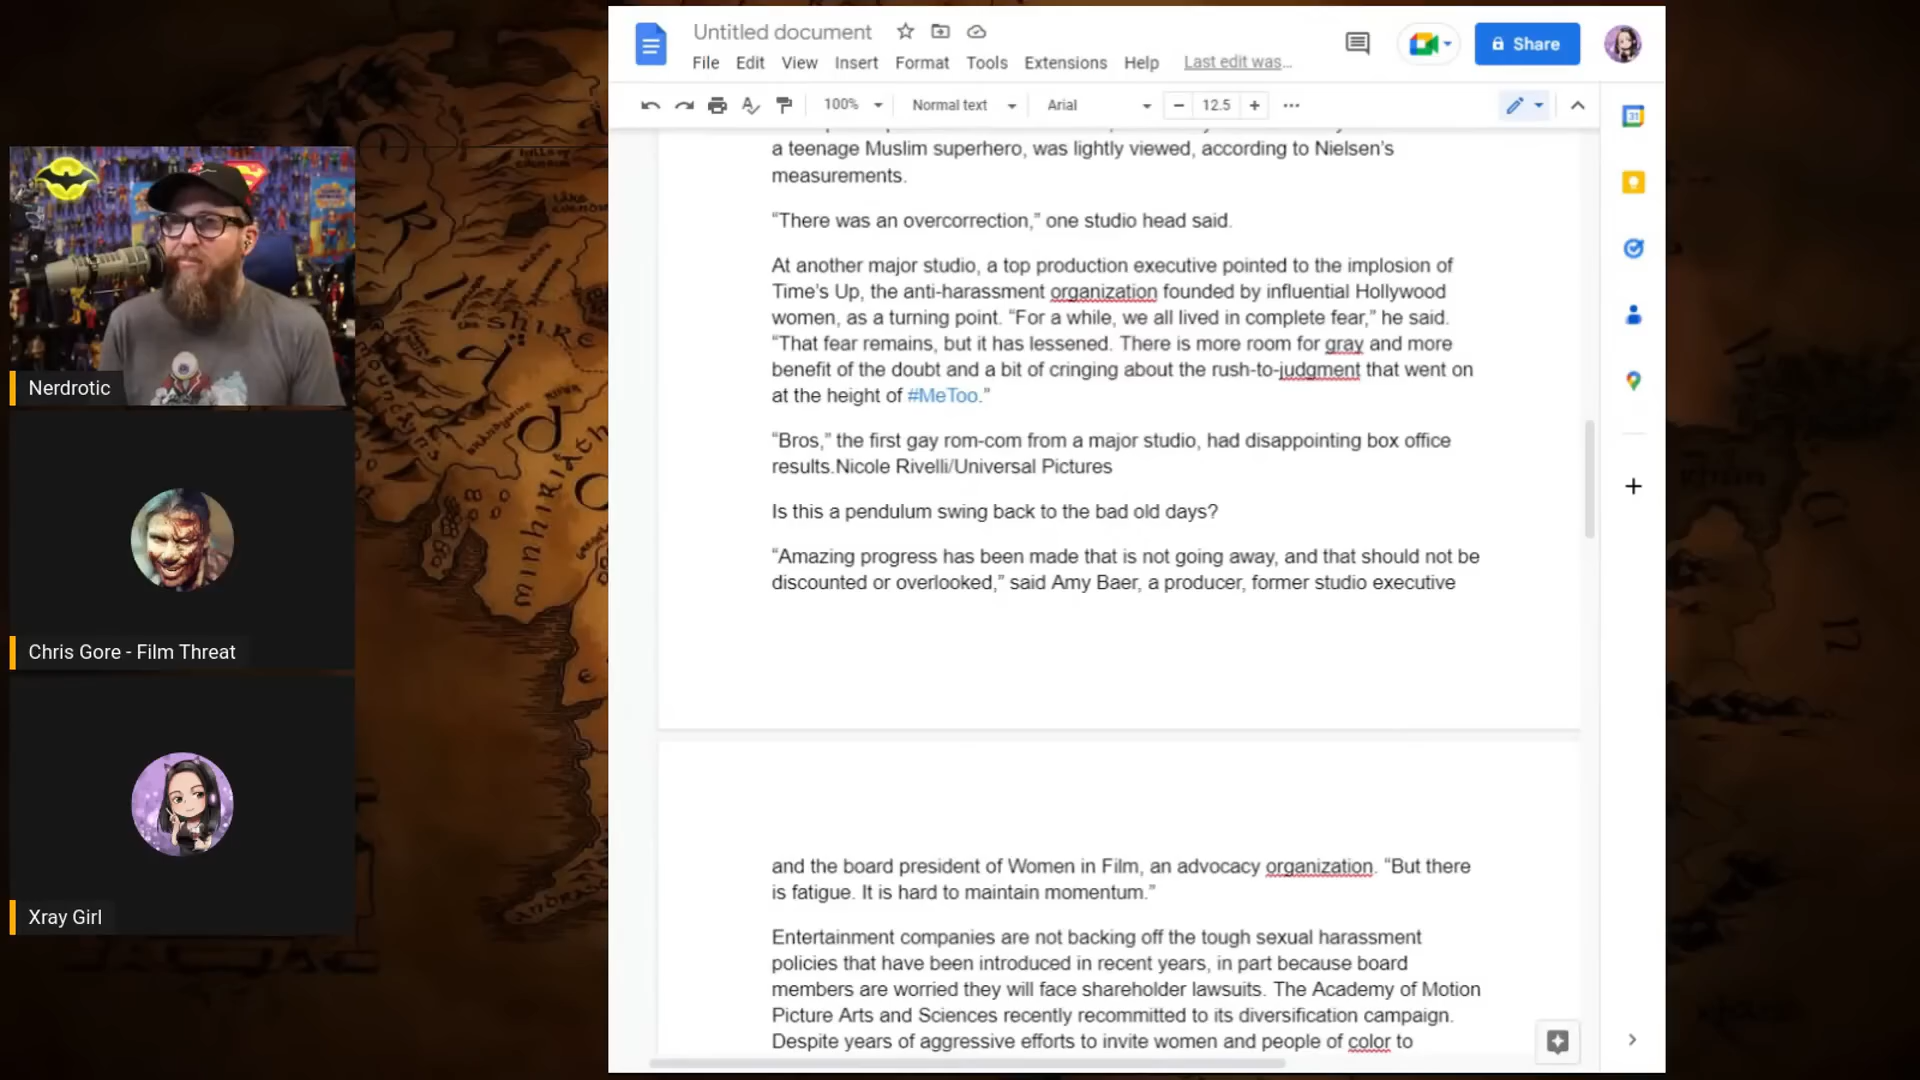 Untitled document
File Edit View Insert Format Tools Extensions Help Last edit was...
Share
100% Normal text Arial 12.5
31
a teenage Muslim superhero, was lightly viewed, according to Nielsen’s
measurements.
“There was an overcorrection,” one studio head said.
At another major studio, a top production executive pointed to the implosion of
Time’s Up, the anti-harassment organization founded by influential Hollywood
women, as a turning point. “For a while, we all lived in complete fear,” he said.
“That fear remains, but it has lessened. There is more room for gray and more
benefit of the doubt and a bit of cringing about the rush-to-judgment that went on
at the height of #MeToo.”
“Bros,” the first gay rom-com from a major studio, had disappointing box office
results.Nicole Rivelli/Universal Pictures
Is this a pendulum swing back to the bad old days?
“Amazing progress has been made that is not going away, and that should not be
discounted or overlooked,” said Amy Baer, a producer, former studio executive
and the board president of Women in Film, an advocacy organization. “But there
is fatigue. It is hard to maintain momentum.”
Entertainment companies are not backing off the tough sexual harassment
policies that have been introduced in recent years, in part because board
members are worried they will face shareholder lawsuits. The Academy of Motion
Picture Arts and Sciences recently recommitted to its diversification campaign.
Despite years of aggressive efforts to invite women and people of color to
Nerdrotic
Chris Gore - Film Threat
Xray Girl
SHIRE
MINHIRIATH